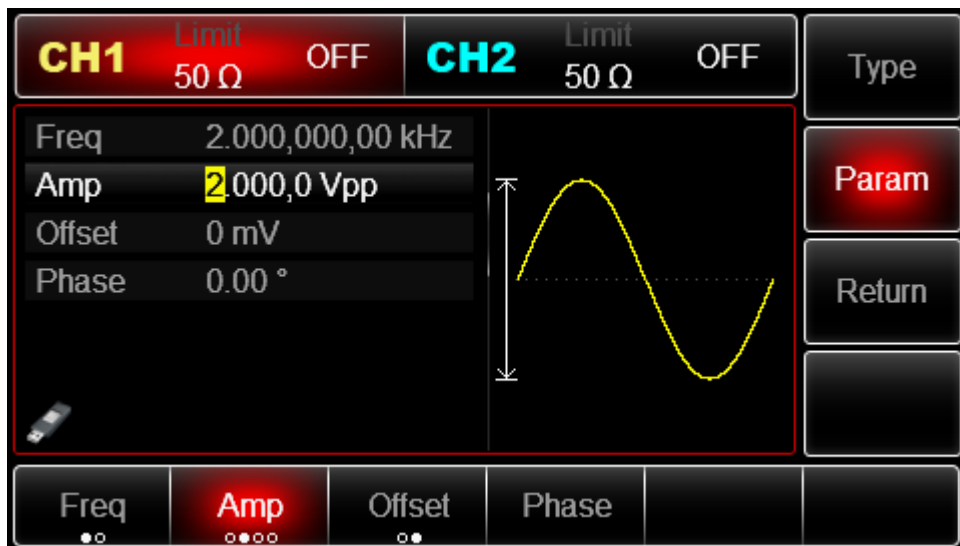 CH1 Limit 50 Ω OFF
CH2 Limit 50 Ω OFF
Type
Freq 2.000,000,00 kHz
Amp 2.000,0 Vpp
Offset 0 mV
Phase 0.00 °
Param
Return
Freq Amp Offset Phase